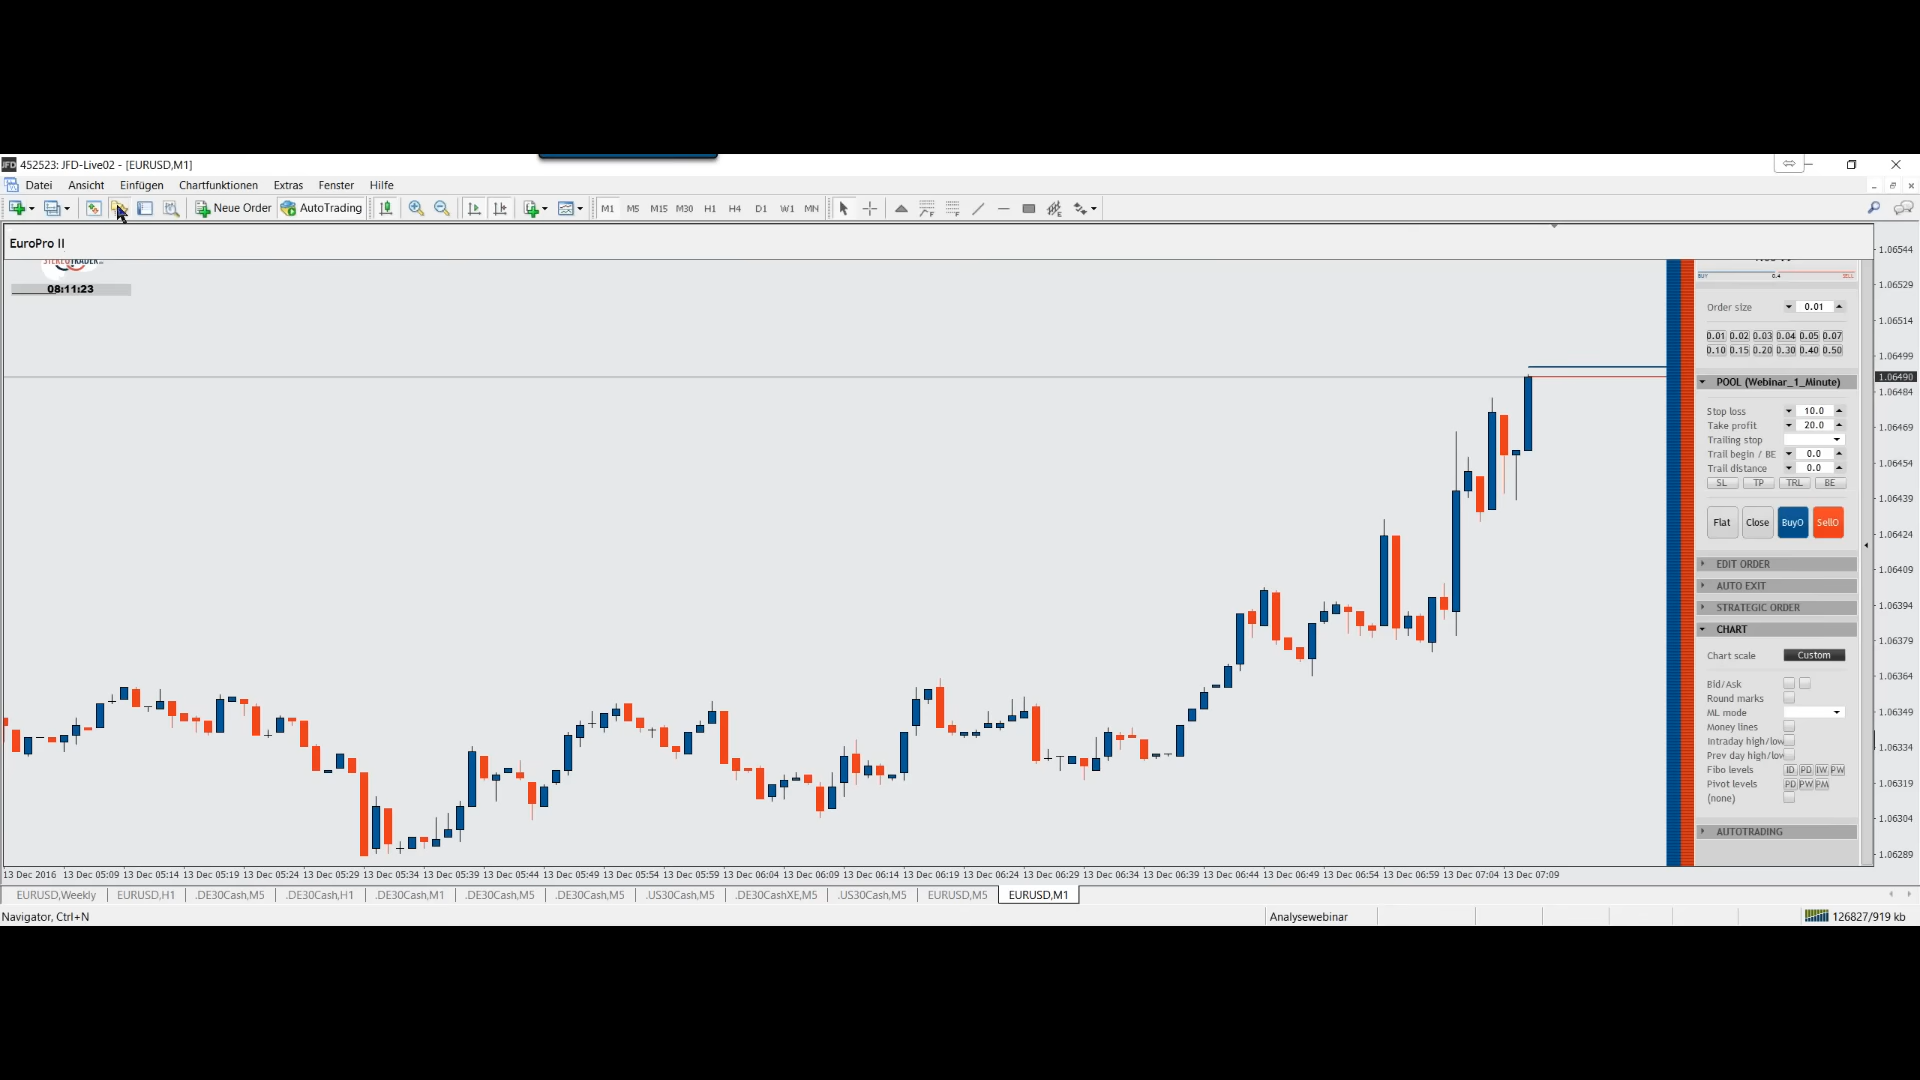 452523: JFD-Live02 - [EURUSD,M1]
Datei Ansicht Einfügen Chartfunktionen Extras Fenster Hilfe
Neue Order AutoTrading M1 M5 M15 M30 H1 H4 D1 W1 MN
EuroPro II
08:11:23
BUY 0.4 SELL
Order size 0.01
0.01 0.02 0.03 0.04 0.05 0.07
0.10 0.15 0.20 0.30 0.40 0.50
POOL (Webinar_1_Minute)
Stop loss 10.0
Take profit 20.0
Trailing stop
Trail begin / BE 0.0
Trail distance 0.0
SL TP TRL BE
Flat Close BuyO SellO
EDIT ORDER
AUTO EXIT
STRATEGIC ORDER
CHART
Chart scale Custom
Bid/Ask
Round marks
ML mode
Money lines
Intraday high/low
Prev day high/low
Fibo levels ID PD IW PW
Pivot levels PD PW PM
(none)
AUTOTRADING
1.06544
1.06529
1.06514
1.06499
1.06490
1.06484
1.06469
1.06454
1.06439
1.06424
1.06409
1.06394
1.06379
1.06364
1.06349
1.06334
1.06319
1.06304
1.06289
13 Dec 2016 13 Dec 05:09 13 Dec 05:14 13 Dec 05:19 13 Dec 05:24 13 Dec 05:29 13 Dec 05:34 13 Dec 05:39 13 Dec 05:44 13 Dec 05:49 13 Dec 05:54 13 Dec 05:59 13 Dec 06:04 13 Dec 06:09 13 Dec 06:14 13 Dec 06:19 13 Dec 06:24 13 Dec 06:29 13 Dec 06:34 13 Dec 06:39 13 Dec 06:44 13 Dec 06:49 13 Dec 06:54 13 Dec 06:59 13 Dec 07:04 13 Dec 07:09
EURUSD,Weekly EURUSD,H1 .DE30Cash,M5 .DE30Cash,H1 .DE30Cash,M1 .DE30Cash,M5 .DE30Cash,M5 .US30Cash,M5 .DE30CashXE,M5 .US30Cash,M5 EURUSD,M5 EURUSD,M1
Navigator, Ctrl+N Analysewebinar 126827/919 kb